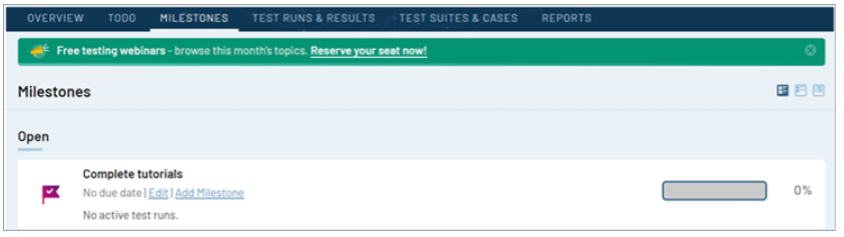 OVERVIEW TODO MILESTONES TEST RUNS & RESULTS TEST SUITES & CASES REPORTS
Free testing webinars - browse this month's topics. Reserve your seat now!
Milestones
Open
Complete tutorials
No due date | Edit | Add Milestone
0%
No active test runs.